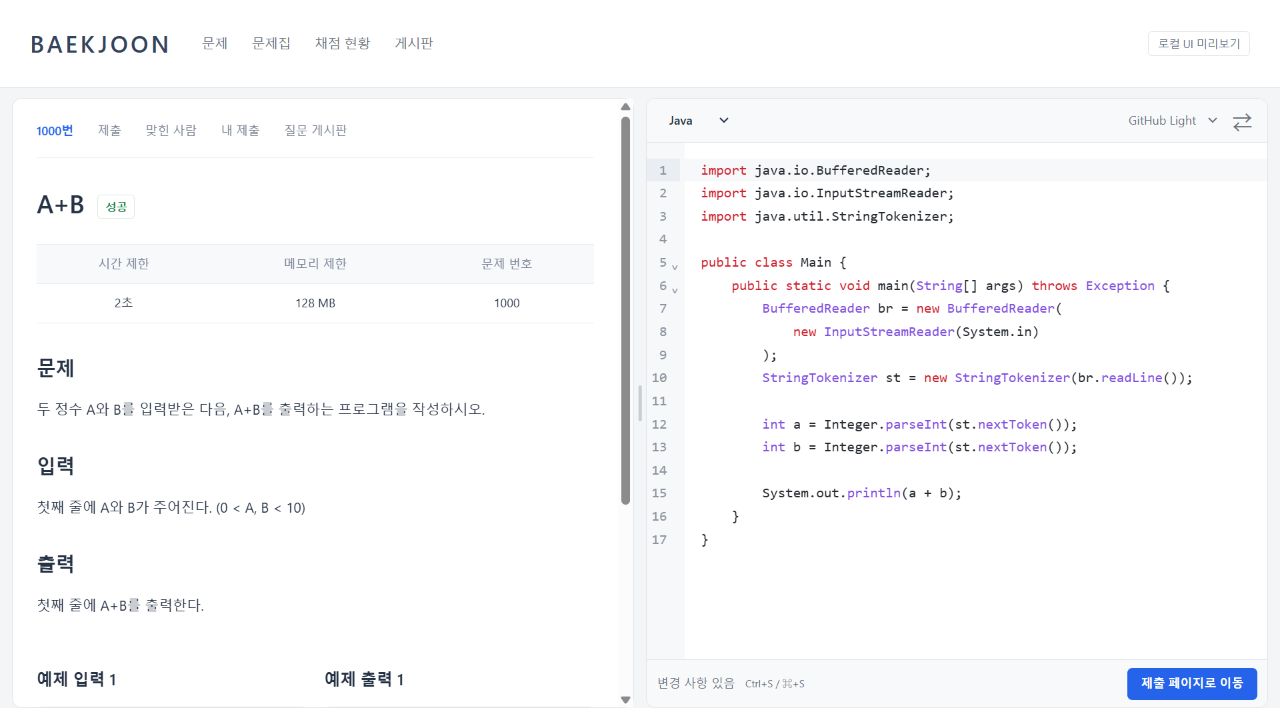 BAEKJOON 문제 문제집 채점 현황 게시판 로컬 UI 미리보기
1000번 제출 맞힌 사람 내 제출 질문 게시판
A+B 성공
시간 제한 메모리 제한 문제 번호
2초 128 MB 1000
문제
두 정수 A와 B를 입력받은 다음, A+B를 출력하는 프로그램을 작성하시오.
입력
첫째 줄에 A와 B가 주어진다. (0 < A, B < 10)
출력
첫째 줄에 A+B를 출력한다.
예제 입력 1 예제 출력 1
Java GitHub Light
1 import java.io.BufferedReader;
2 import java.io.InputStreamReader;
3 import java.util.StringTokenizer;
4
5 public class Main {
6     public static void main(String[] args) throws Exception {
7         BufferedReader br = new BufferedReader(
8             new InputStreamReader(System.in)
9         );
10         StringTokenizer st = new StringTokenizer(br.readLine());
11
12         int a = Integer.parseInt(st.nextToken());
13         int b = Integer.parseInt(st.nextToken());
14
15         System.out.println(a + b);
16     }
17 }
변경 사항 있음 Ctrl+S / ⌘+S 제출 페이지로 이동